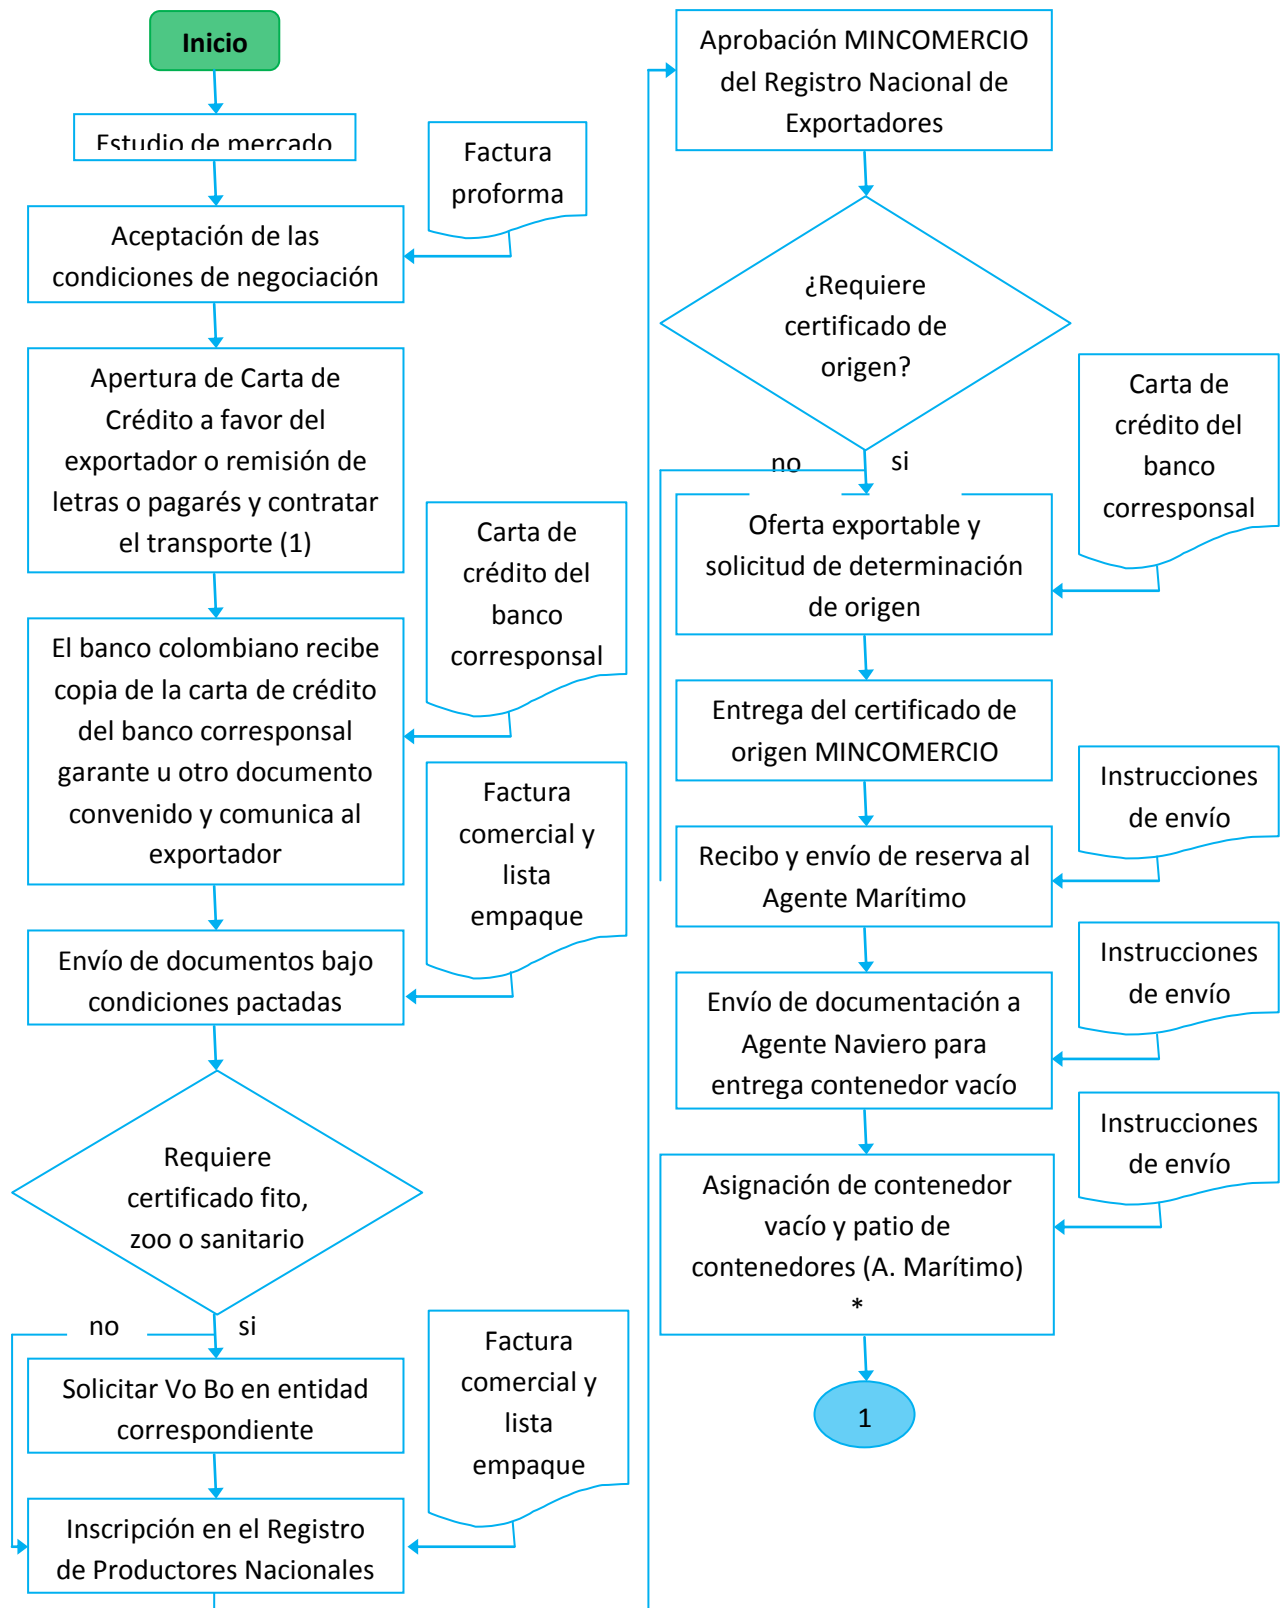 Inicio
Estudio de mercado
Factura
proforma
Aceptación de las
condiciones de negociación
Apertura de Carta de
Crédito a favor del
exportador o remisión de
letras o pagarés y contratar
el transporte (1)
Carta de
crédito del
banco
corresponsal
El banco colombiano recibe
copia de la carta de crédito
del banco corresponsal
garante u otro documento
convenido y comunica al
exportador
Factura
comercial y
lista
empaque
Envío de documentos bajo
condiciones pactadas
Requiere
certificado fito,
zoo o sanitario
no
si
Solicitar Vo Bo en entidad
correspondiente
Factura
comercial y
lista
empaque
Inscripción en el Registro
de Productores Nacionales
Aprobación MINCOMERCIO
del Registro Nacional de
Exportadores
¿Requiere
certificado de
origen?
no
si
Carta de
crédito del
banco
corresponsal
Oferta exportable y
solicitud de determinación
de origen
Entrega del certificado de
origen MINCOMERCIO
Instrucciones
de envío
Recibo y envío de reserva al
Agente Marítimo
Instrucciones
de envío
Envío de documentación a
Agente Naviero para
entrega contenedor vacío
Instrucciones
de envío
Asignación de contenedor
vacío y patio de
contenedores (A. Marítimo)
*
1